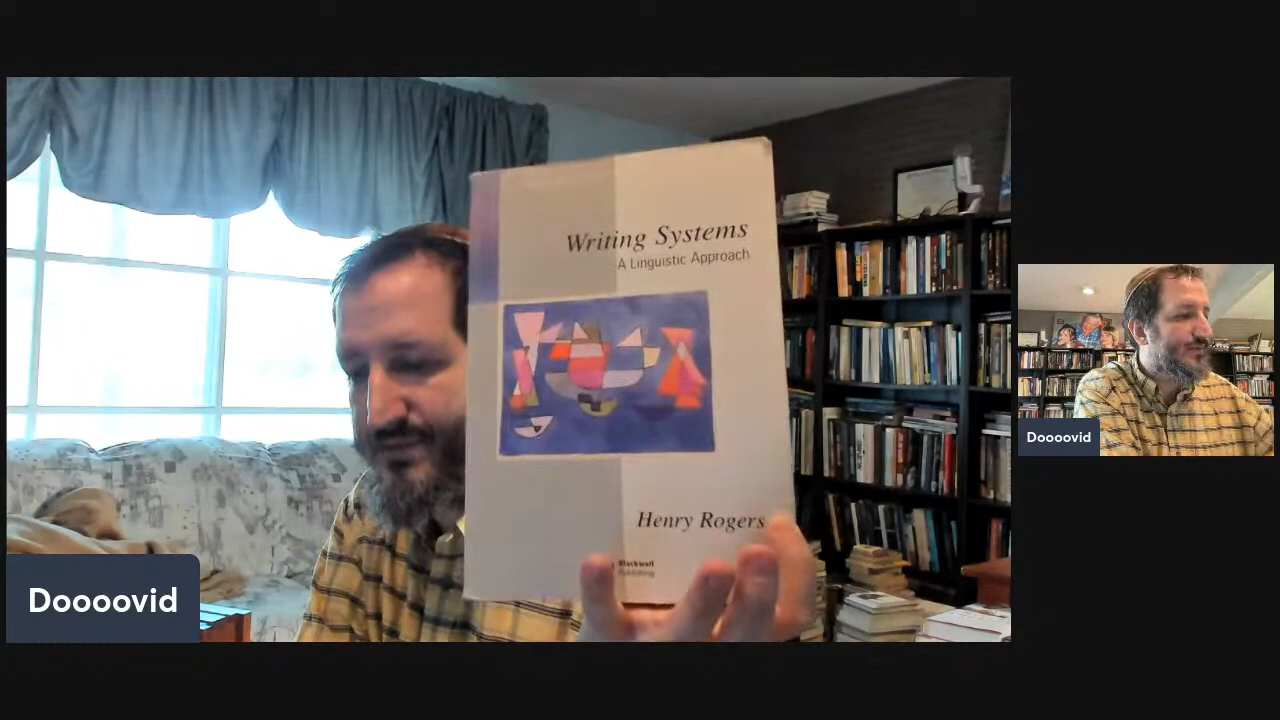 Writing Systems
A Linguistic Approach
Henry Rogers
Blackwell
Publishing
Doooovid
Doooovid